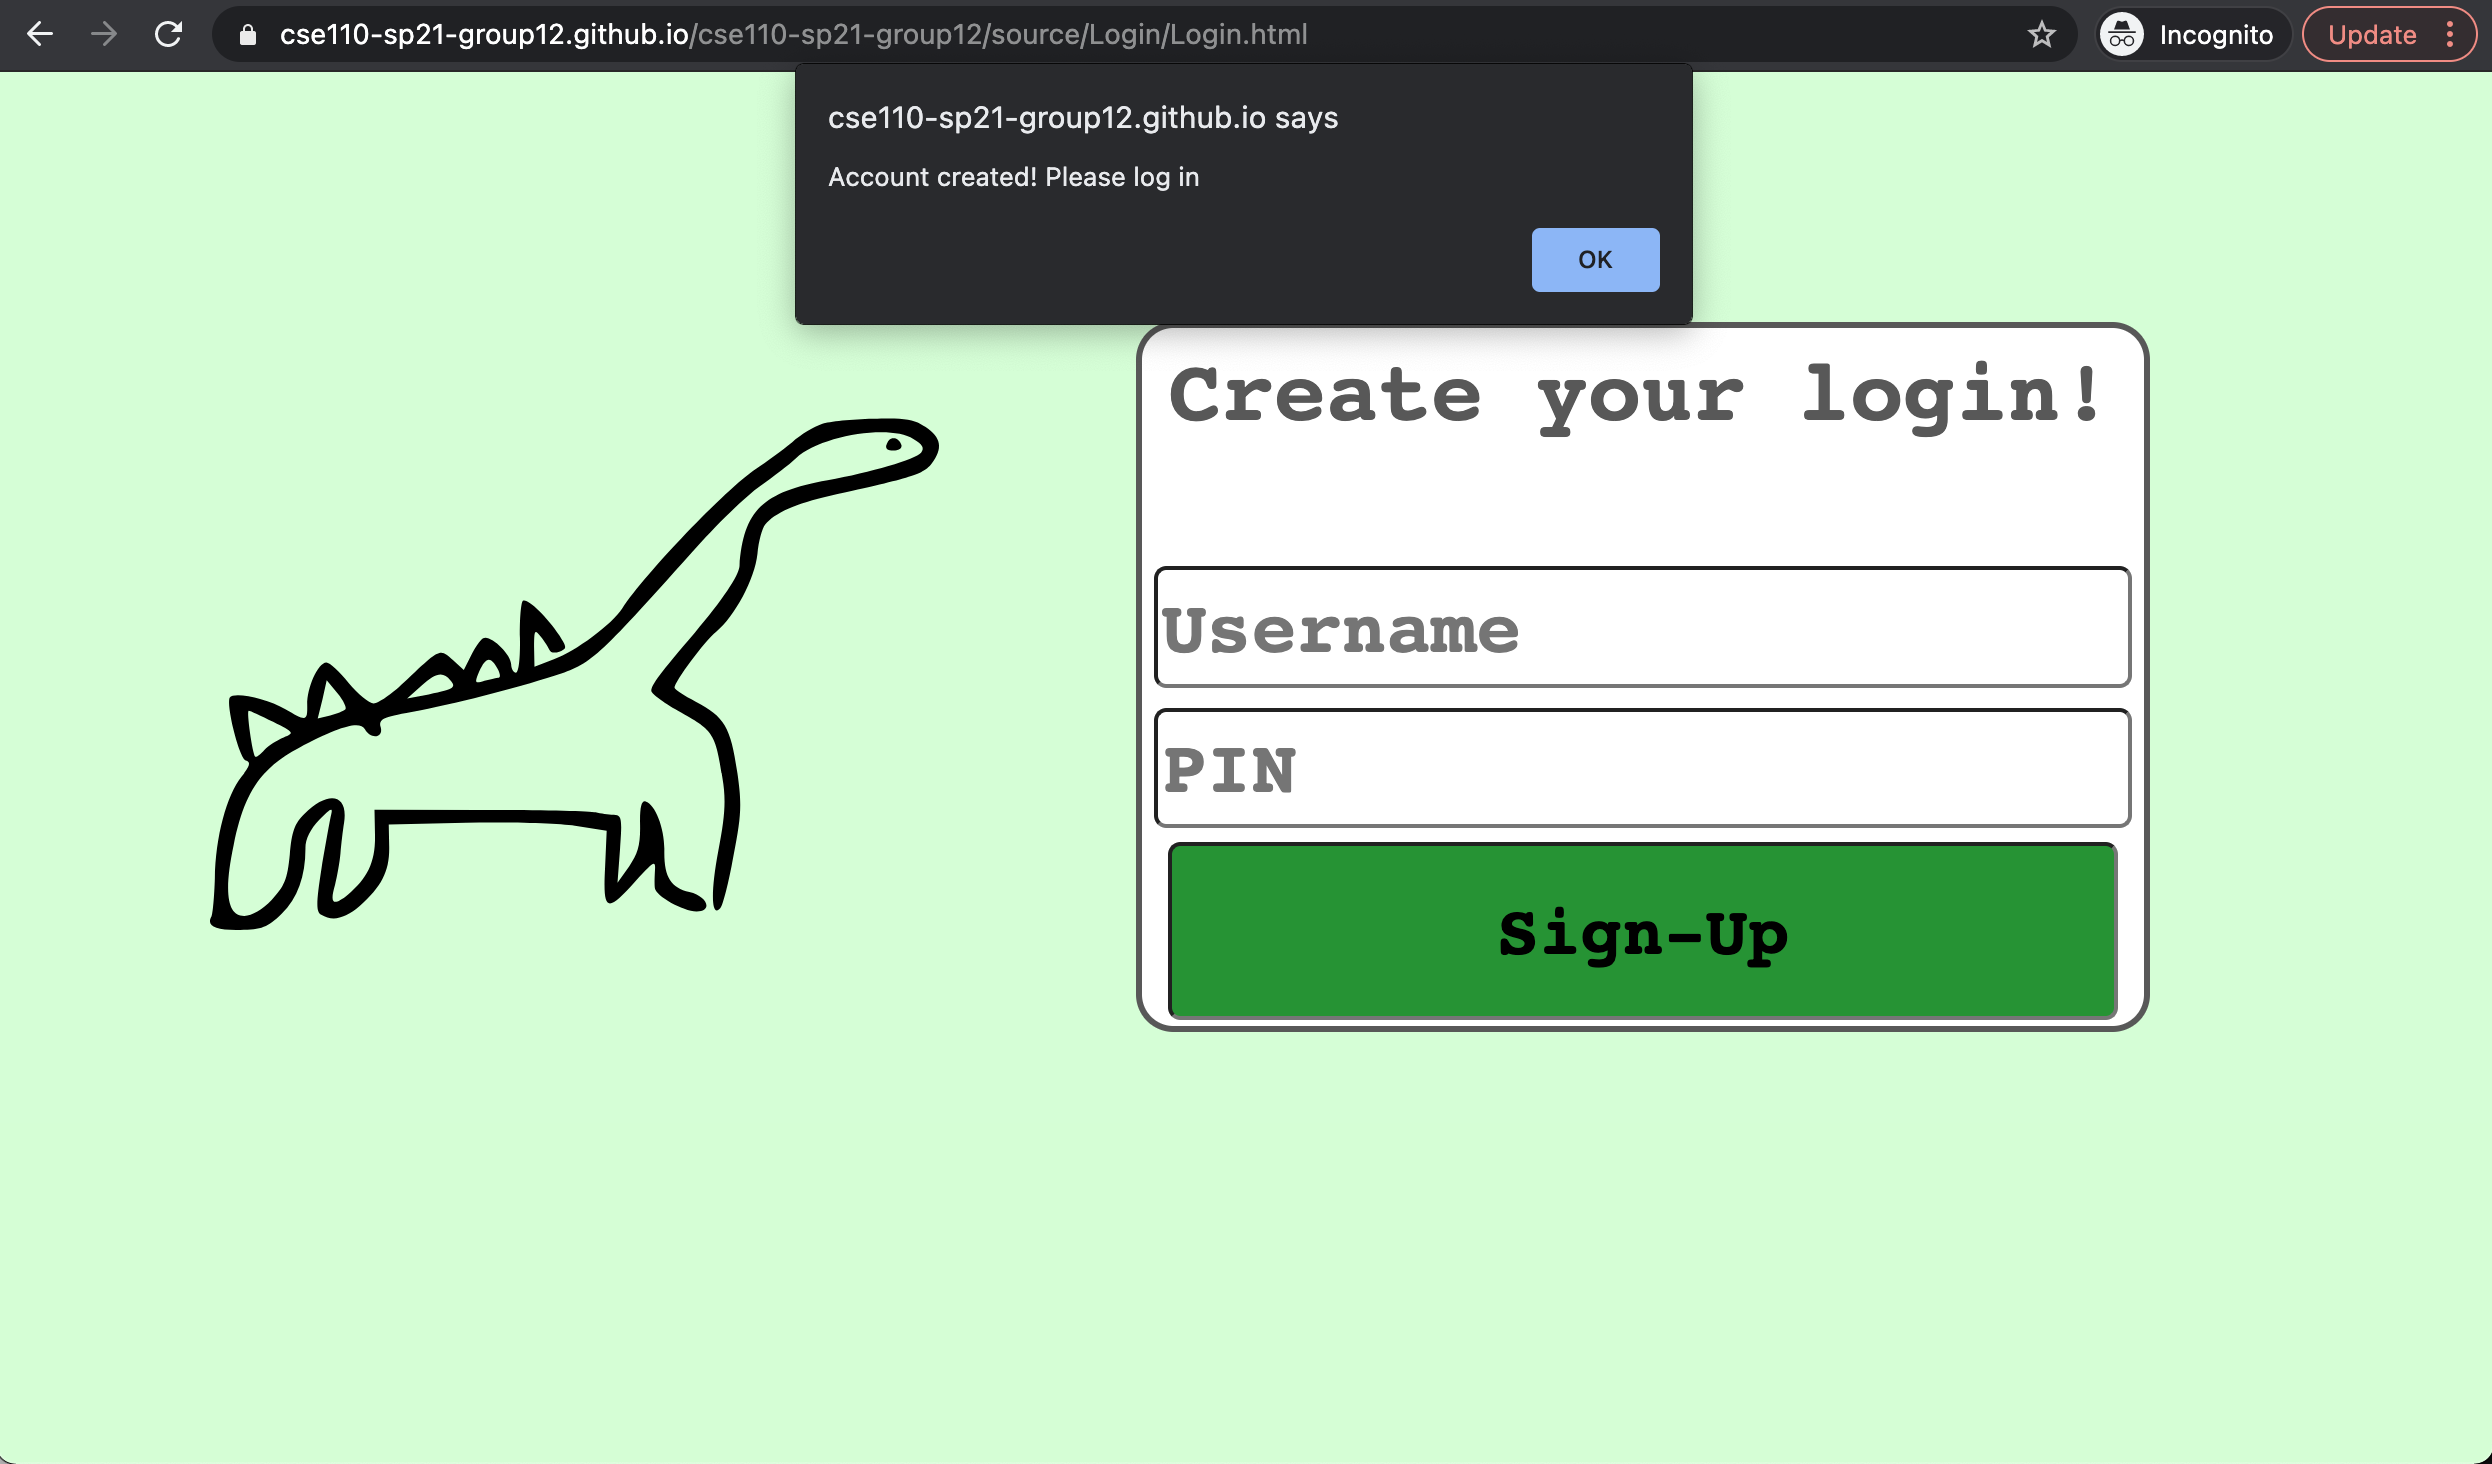 cse110-sp21-group12.github.io/cse110-sp21-group12/source/Login/Login.html
Incognito
Update
cse110-sp21-group12.github.io says
Account created! Please log in
OK
Create your login!
Username
PIN
Sign-Up